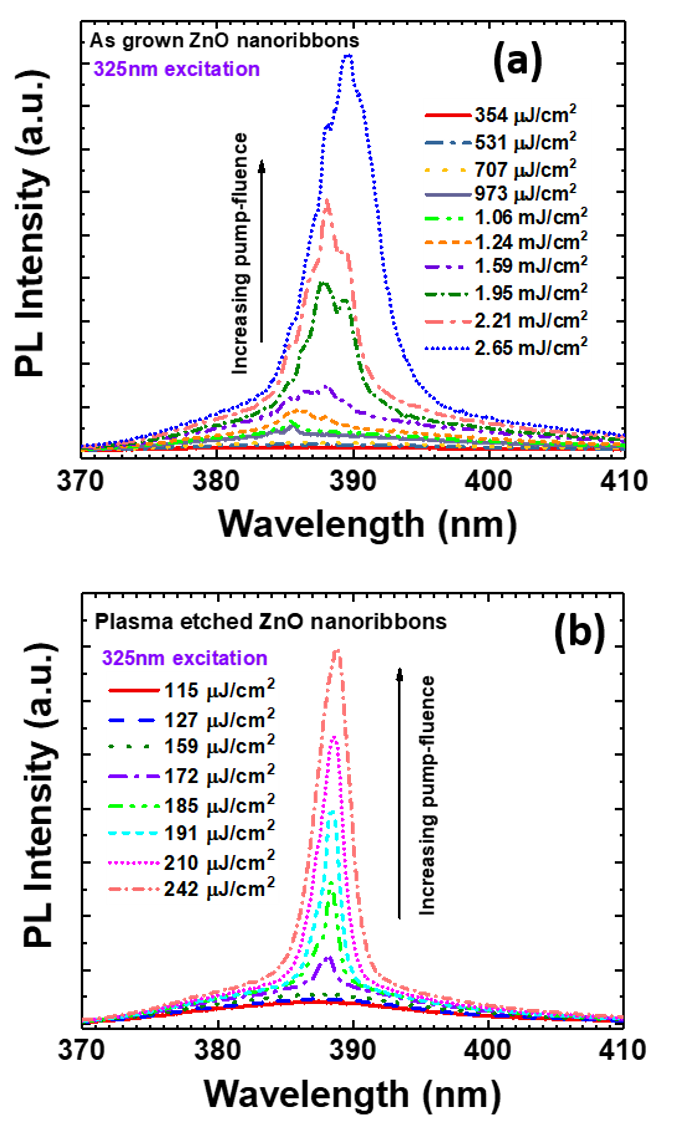 As grown ZnO nanoribbons
(a)
325nm excitation
Increasing pump-fluence
354 μJ/cm²
531 μJ/cm²
707 μJ/cm²
973 μJ/cm²
1.06 mJ/cm²
1.24 mJ/cm²
1.59 mJ/cm²
1.95 mJ/cm²
2.21 mJ/cm²
2.65 mJ/cm²
PL Intensity (a.u.)
370 380 390 400 410
Wavelength (nm)
Plasma etched ZnO nanoribbons
(b)
325nm excitation
115 μJ/cm²
127 μJ/cm²
159 μJ/cm²
172 μJ/cm²
185 μJ/cm²
191 μJ/cm²
210 μJ/cm²
242 μJ/cm²
Increasing pump-fluence
PL Intensity (a.u.)
370 380 390 400 410
Wavelength (nm)